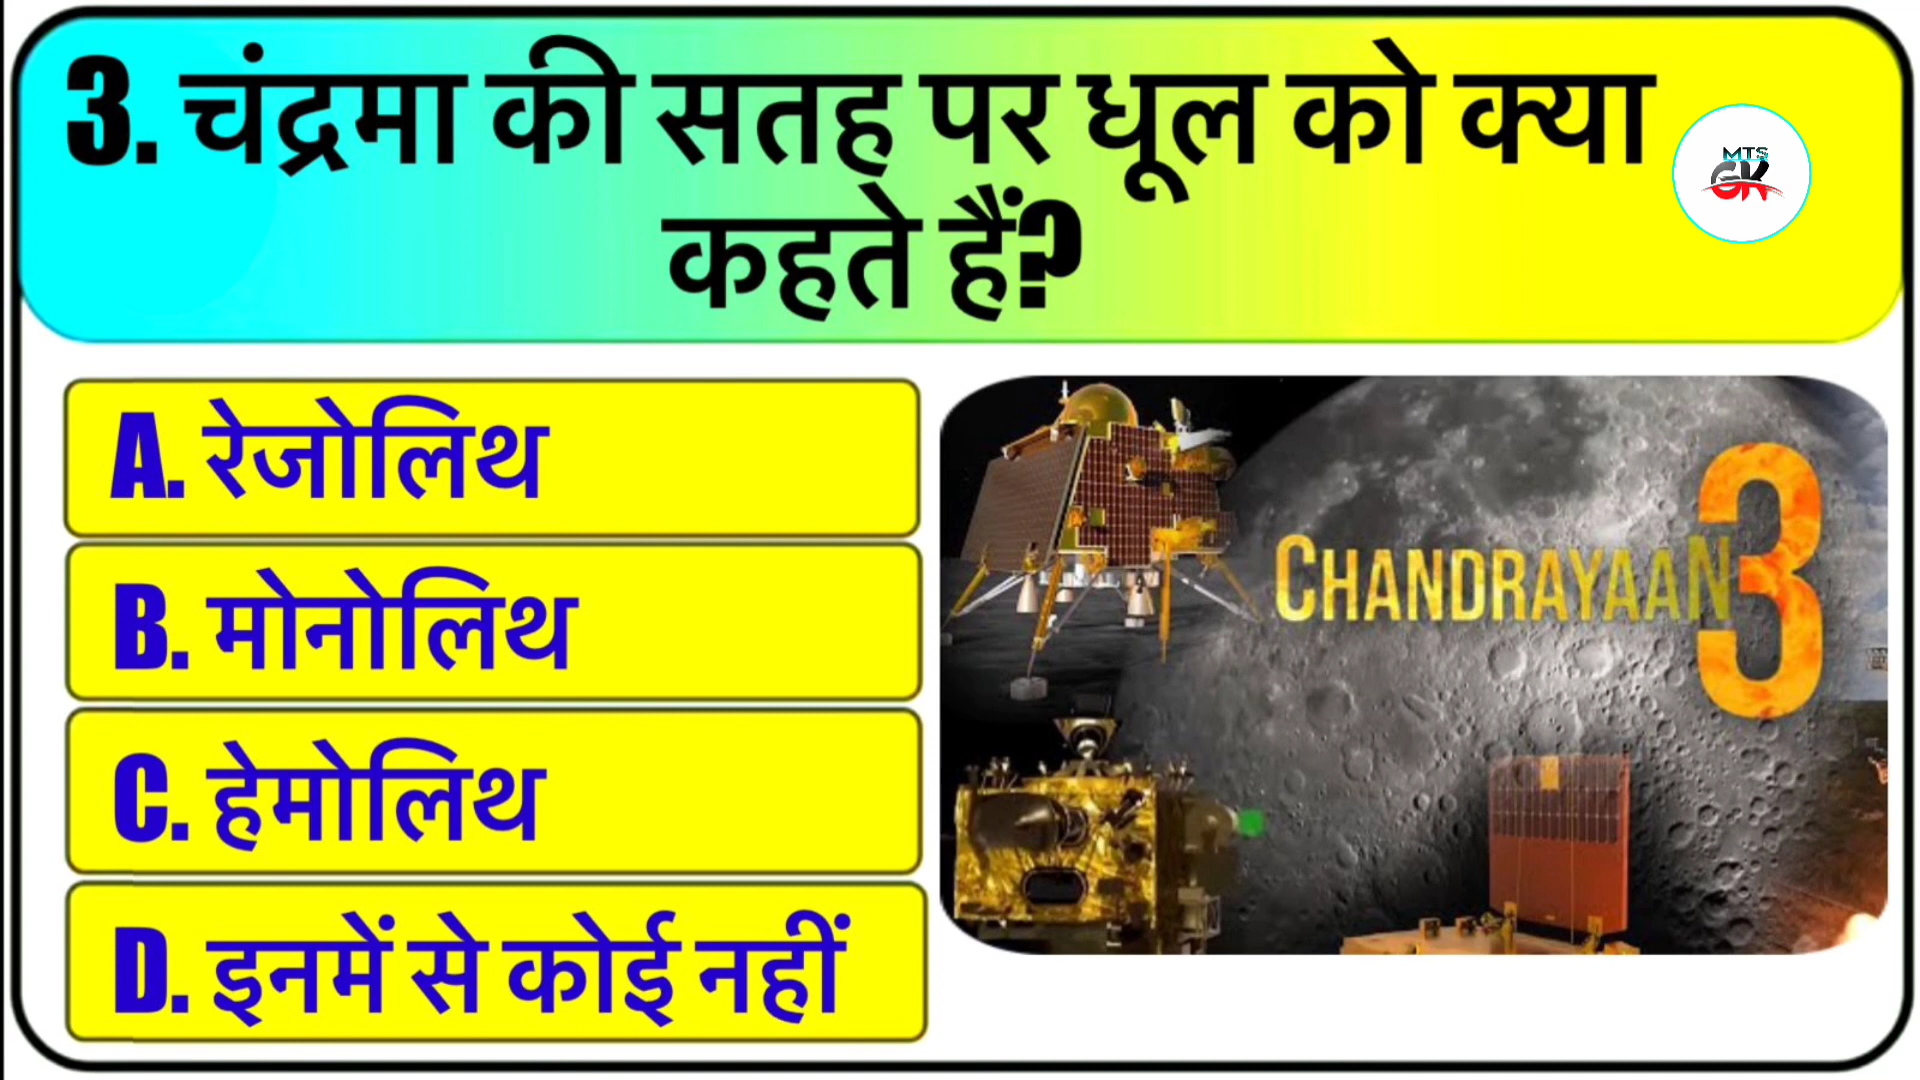 3. चंद्रमा की सतह पर धूल को क्या
कहते हैं?
MTS
GK
A. रेजोलिथ
B. मोनोलिथ
C. हेमोलिथ
D. इनमें से कोई नहीं
CHANDRAYAAN
3